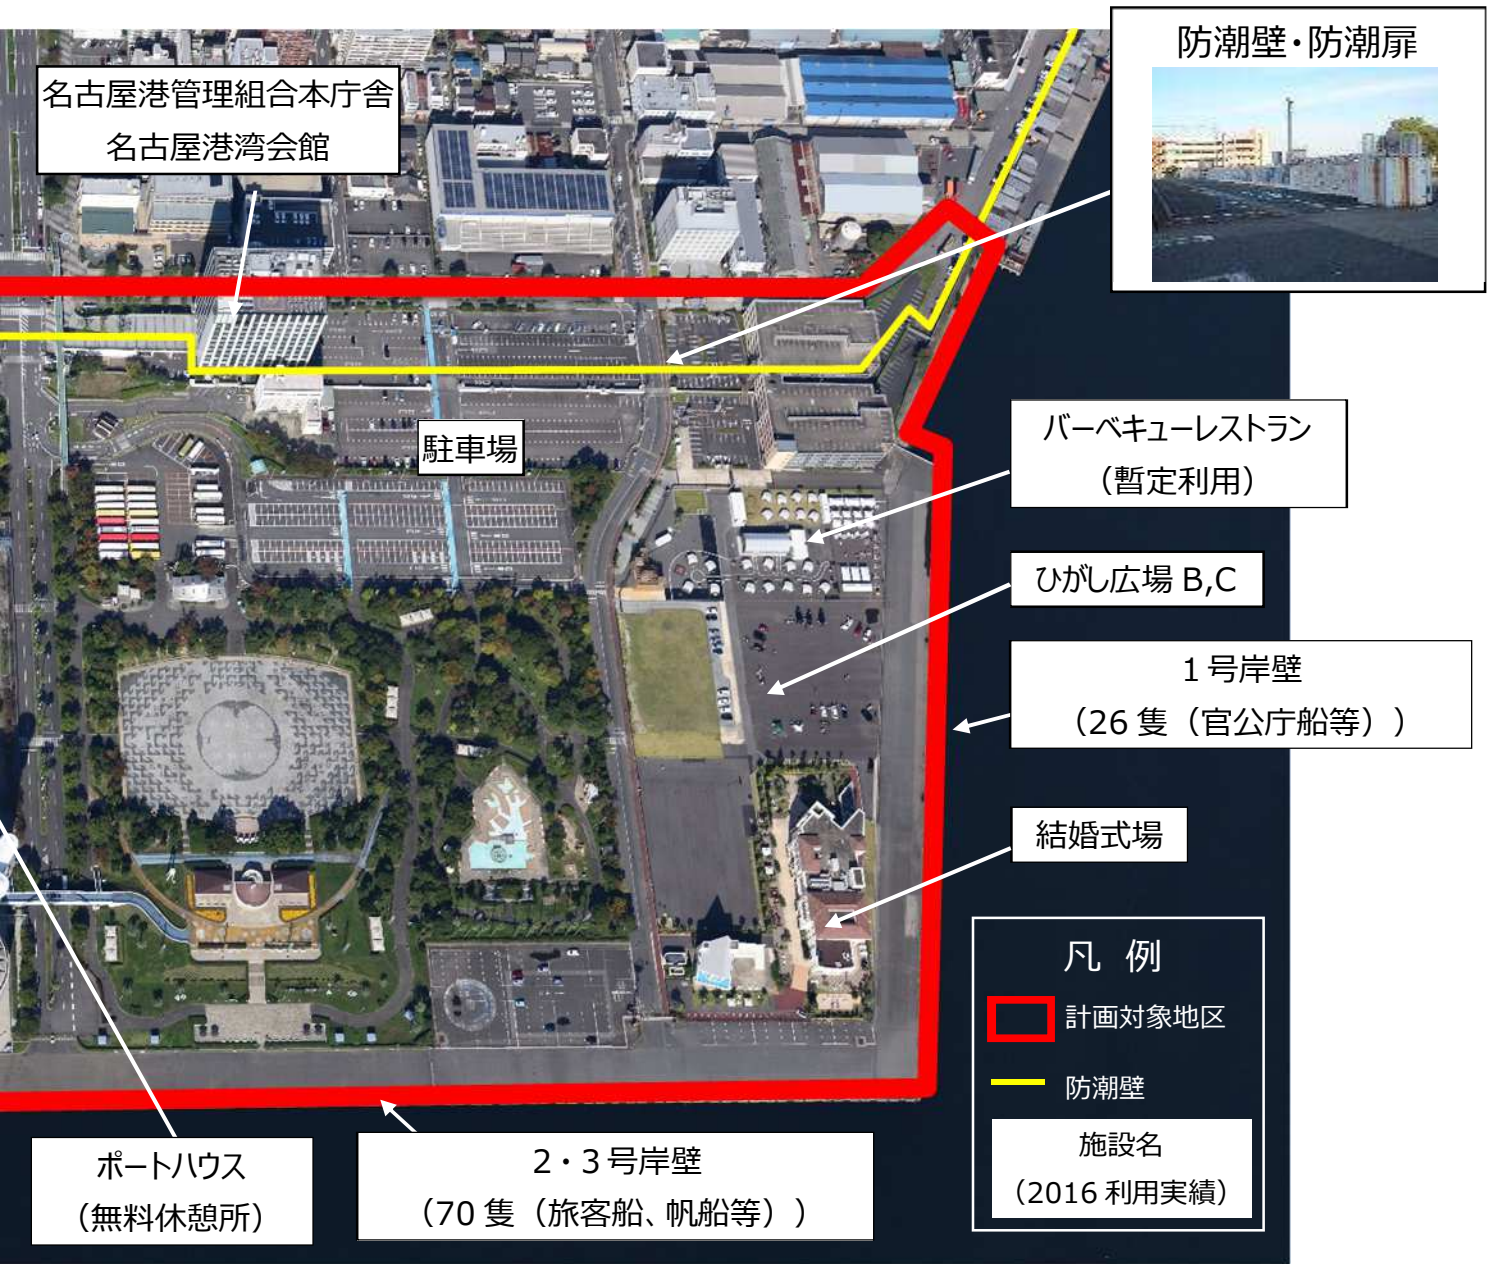 防潮壁・防潮扉
名古屋港管理組合本庁舎
名古屋港湾会館
駐車場
バーベキューレストラン
（暫定利用）
ひがし広場 B,C
１号岸壁
（26 隻（官公庁船等））
結婚式場
凡 例
計画対象地区
防潮壁
施設名
（2016 利用実績）
ポートハウス
（無料休憩所）
２・３号岸壁
（70 隻（旅客船、帆船等））